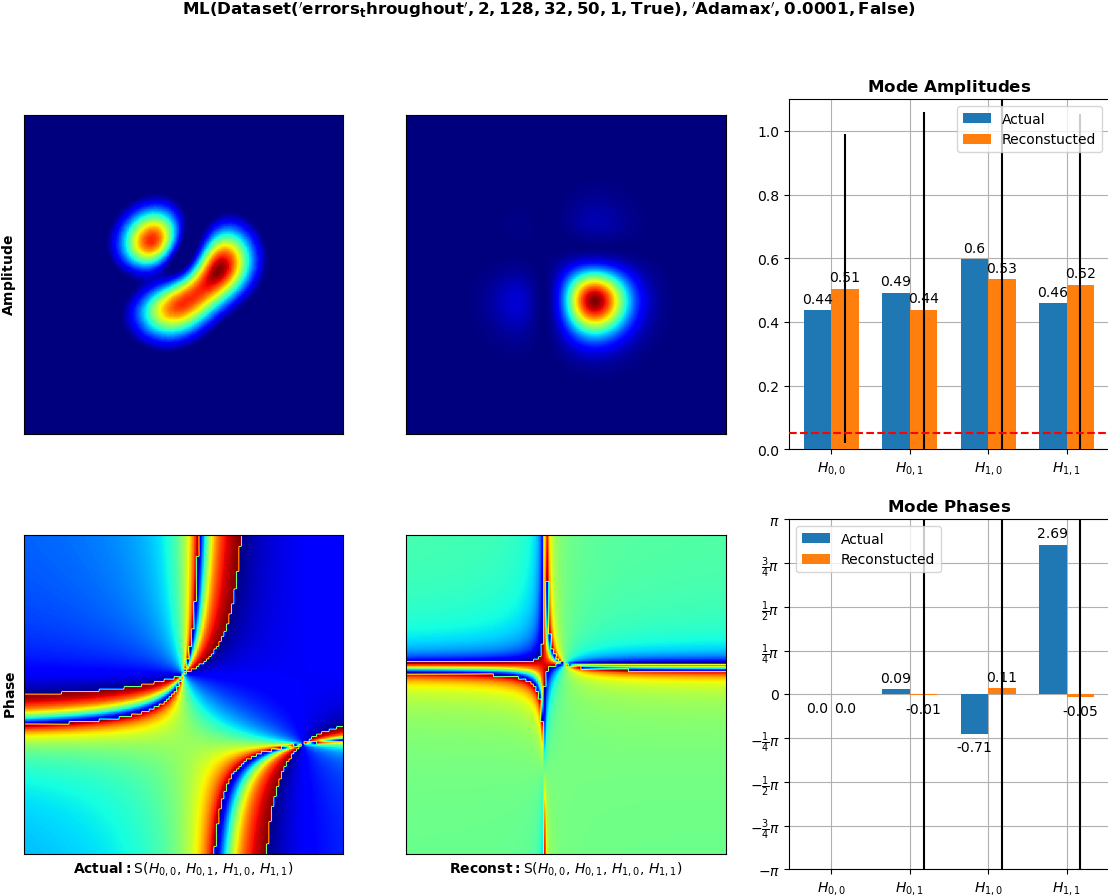 ML(Dataset('errors_throughout', 2, 128, 32, 50, 1, True), 'Adamax', 0.0001, False)
Amplitude
Mode Amplitudes
Actual
Reconstucted
1.0
0.8
0.6
0.4
0.2
0.0
0.44
0.51
0.49
0.44
0.6
0.53
0.46
0.52
H0,0
H0,1
H1,0
H1,1
Phase
Actual: S(H0,0, H0,1, H1,0, H1,1)
Reconst: S(H0,0, H0,1, H1,0, H1,1)
Mode Phases
Actual
Reconstucted
π
3/4π
1/2π
1/4π
0
−1/4π
−1/2π
−3/4π
−π
0.0
0.0
0.09
-0.01
-0.71
0.11
2.69
-0.05
H0,0
H0,1
H1,0
H1,1